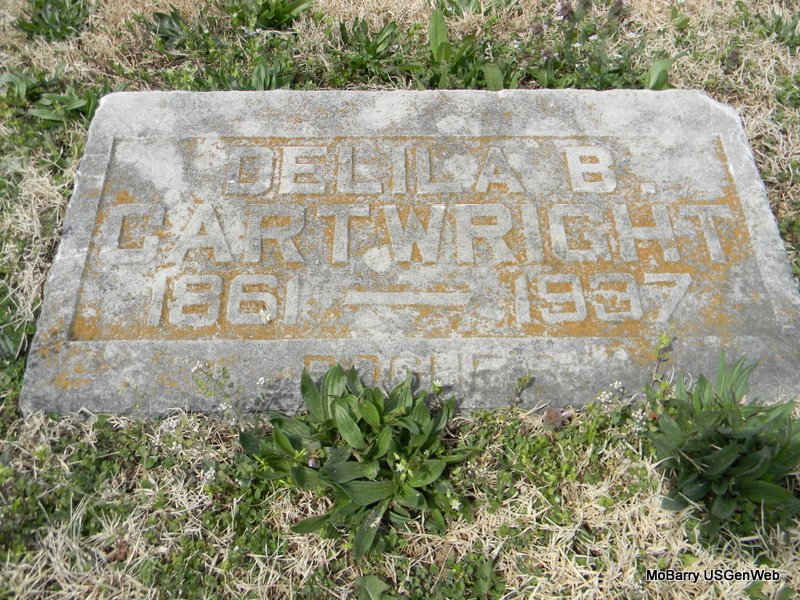 DELILA B.
CARTWRIGHT
1861 — 1937
MoBarry USGenWeb